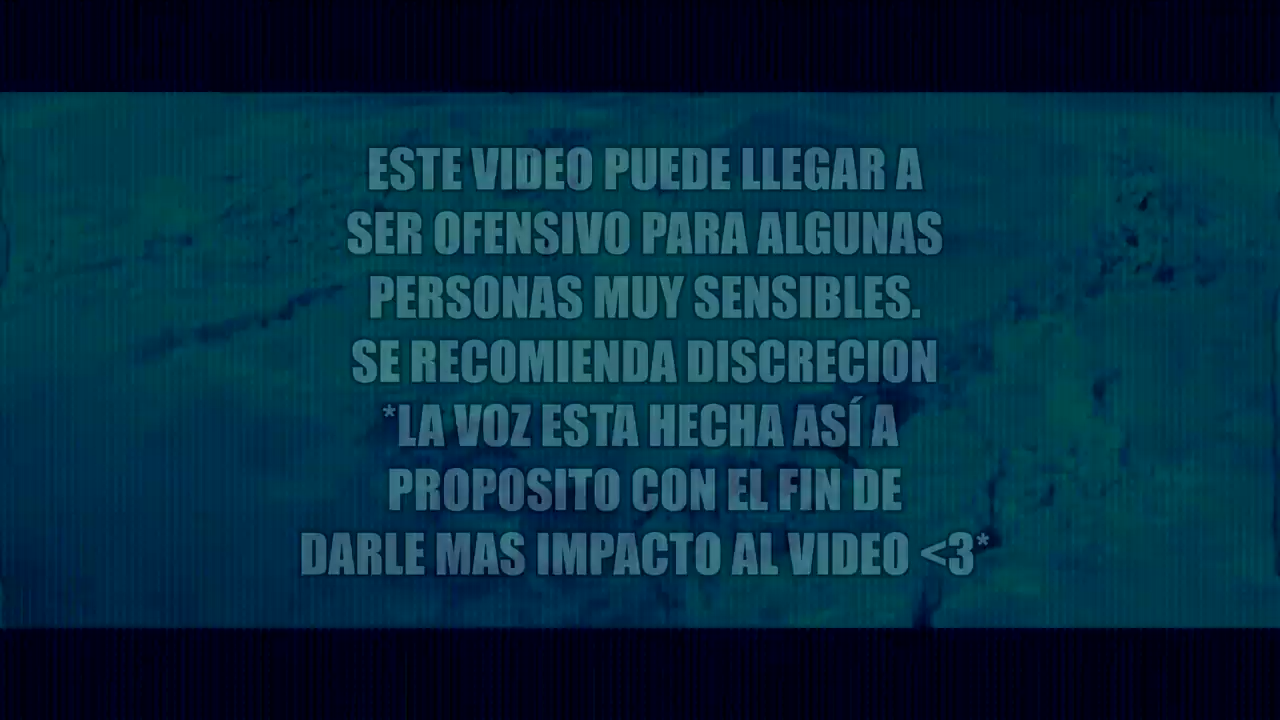 ESTE VIDEO PUEDE LLEGAR A
SER OFENSIVO PARA ALGUNAS
PERSONAS MUY SENSIBLES.
SE RECOMIENDA DISCRECION
*LA VOZ ESTA HECHA ASÍ A
PROPOSITO CON EL FIN DE
DARLE MAS IMPACTO AL VIDEO <3*